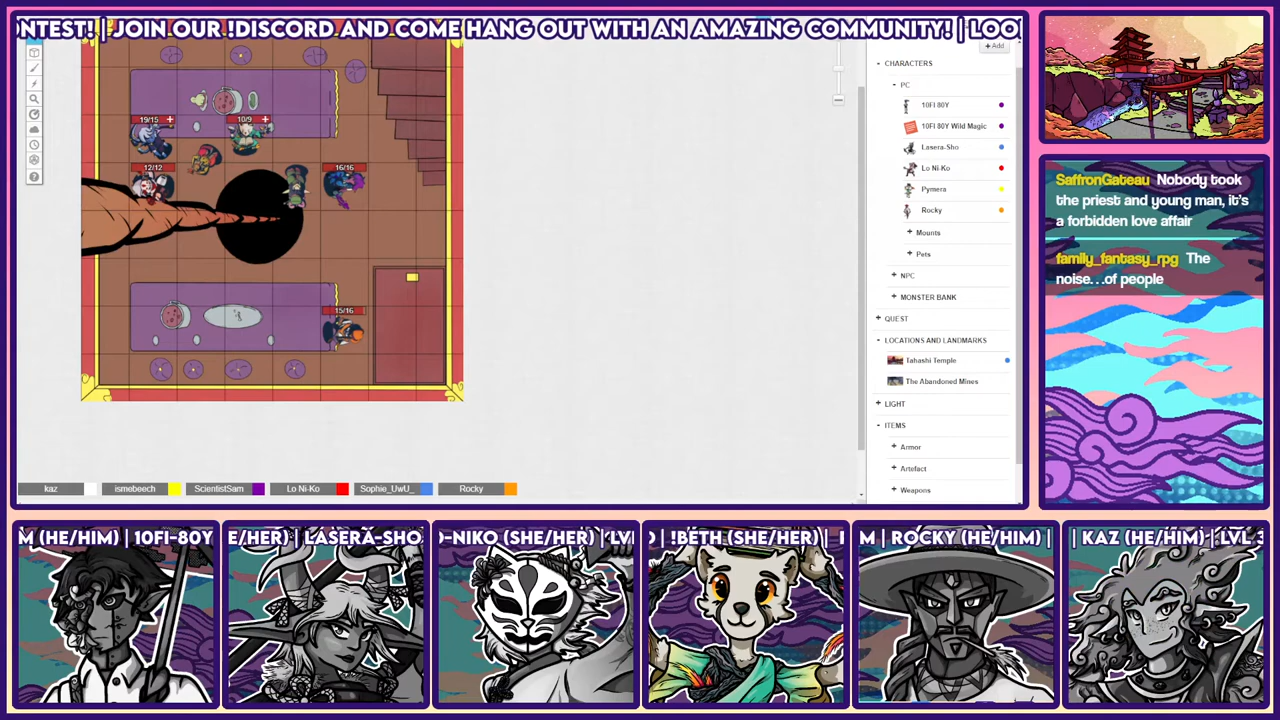 ONTEST! | JOIN OUR !DISCORD AND COME HANG OUT WITH AN AMAZING COMMUNITY! | LOO
+ Add
CHARACTERS
PC
10FI 80Y
10FI 80Y Wild Magic
Lasera-Sho
Lo Ni-Ko
Pymera
Rocky
+ Mounts
+ Pets
+ NPC
+ MONSTER BANK
+ QUEST
LOCATIONS AND LANDMARKS
Tahashi Temple
The Abandoned Mines
+ LIGHT
ITEMS
+ Armor
+ Artefact
+ Weapons
19/15
10/9
12/12
16/16
15/16
kaz
ismebeech
ScientistSam
Lo Ni-Ko
Sophie_UwU_
Rocky
SaffronGateau Nobody took
the priest and young man, it's
a forbidden love affair
family_fantasy_rpg The
noise...of people
M (HE/HIM) | 10FI-80Y
E/HER) | LASERA-SHO
O-NIKO (SHE/HER) | LVL
| !BETH (SHE/HER) |
M | ROCKY (HE/HIM) |
| KAZ (HE/HIM) | LVL 3